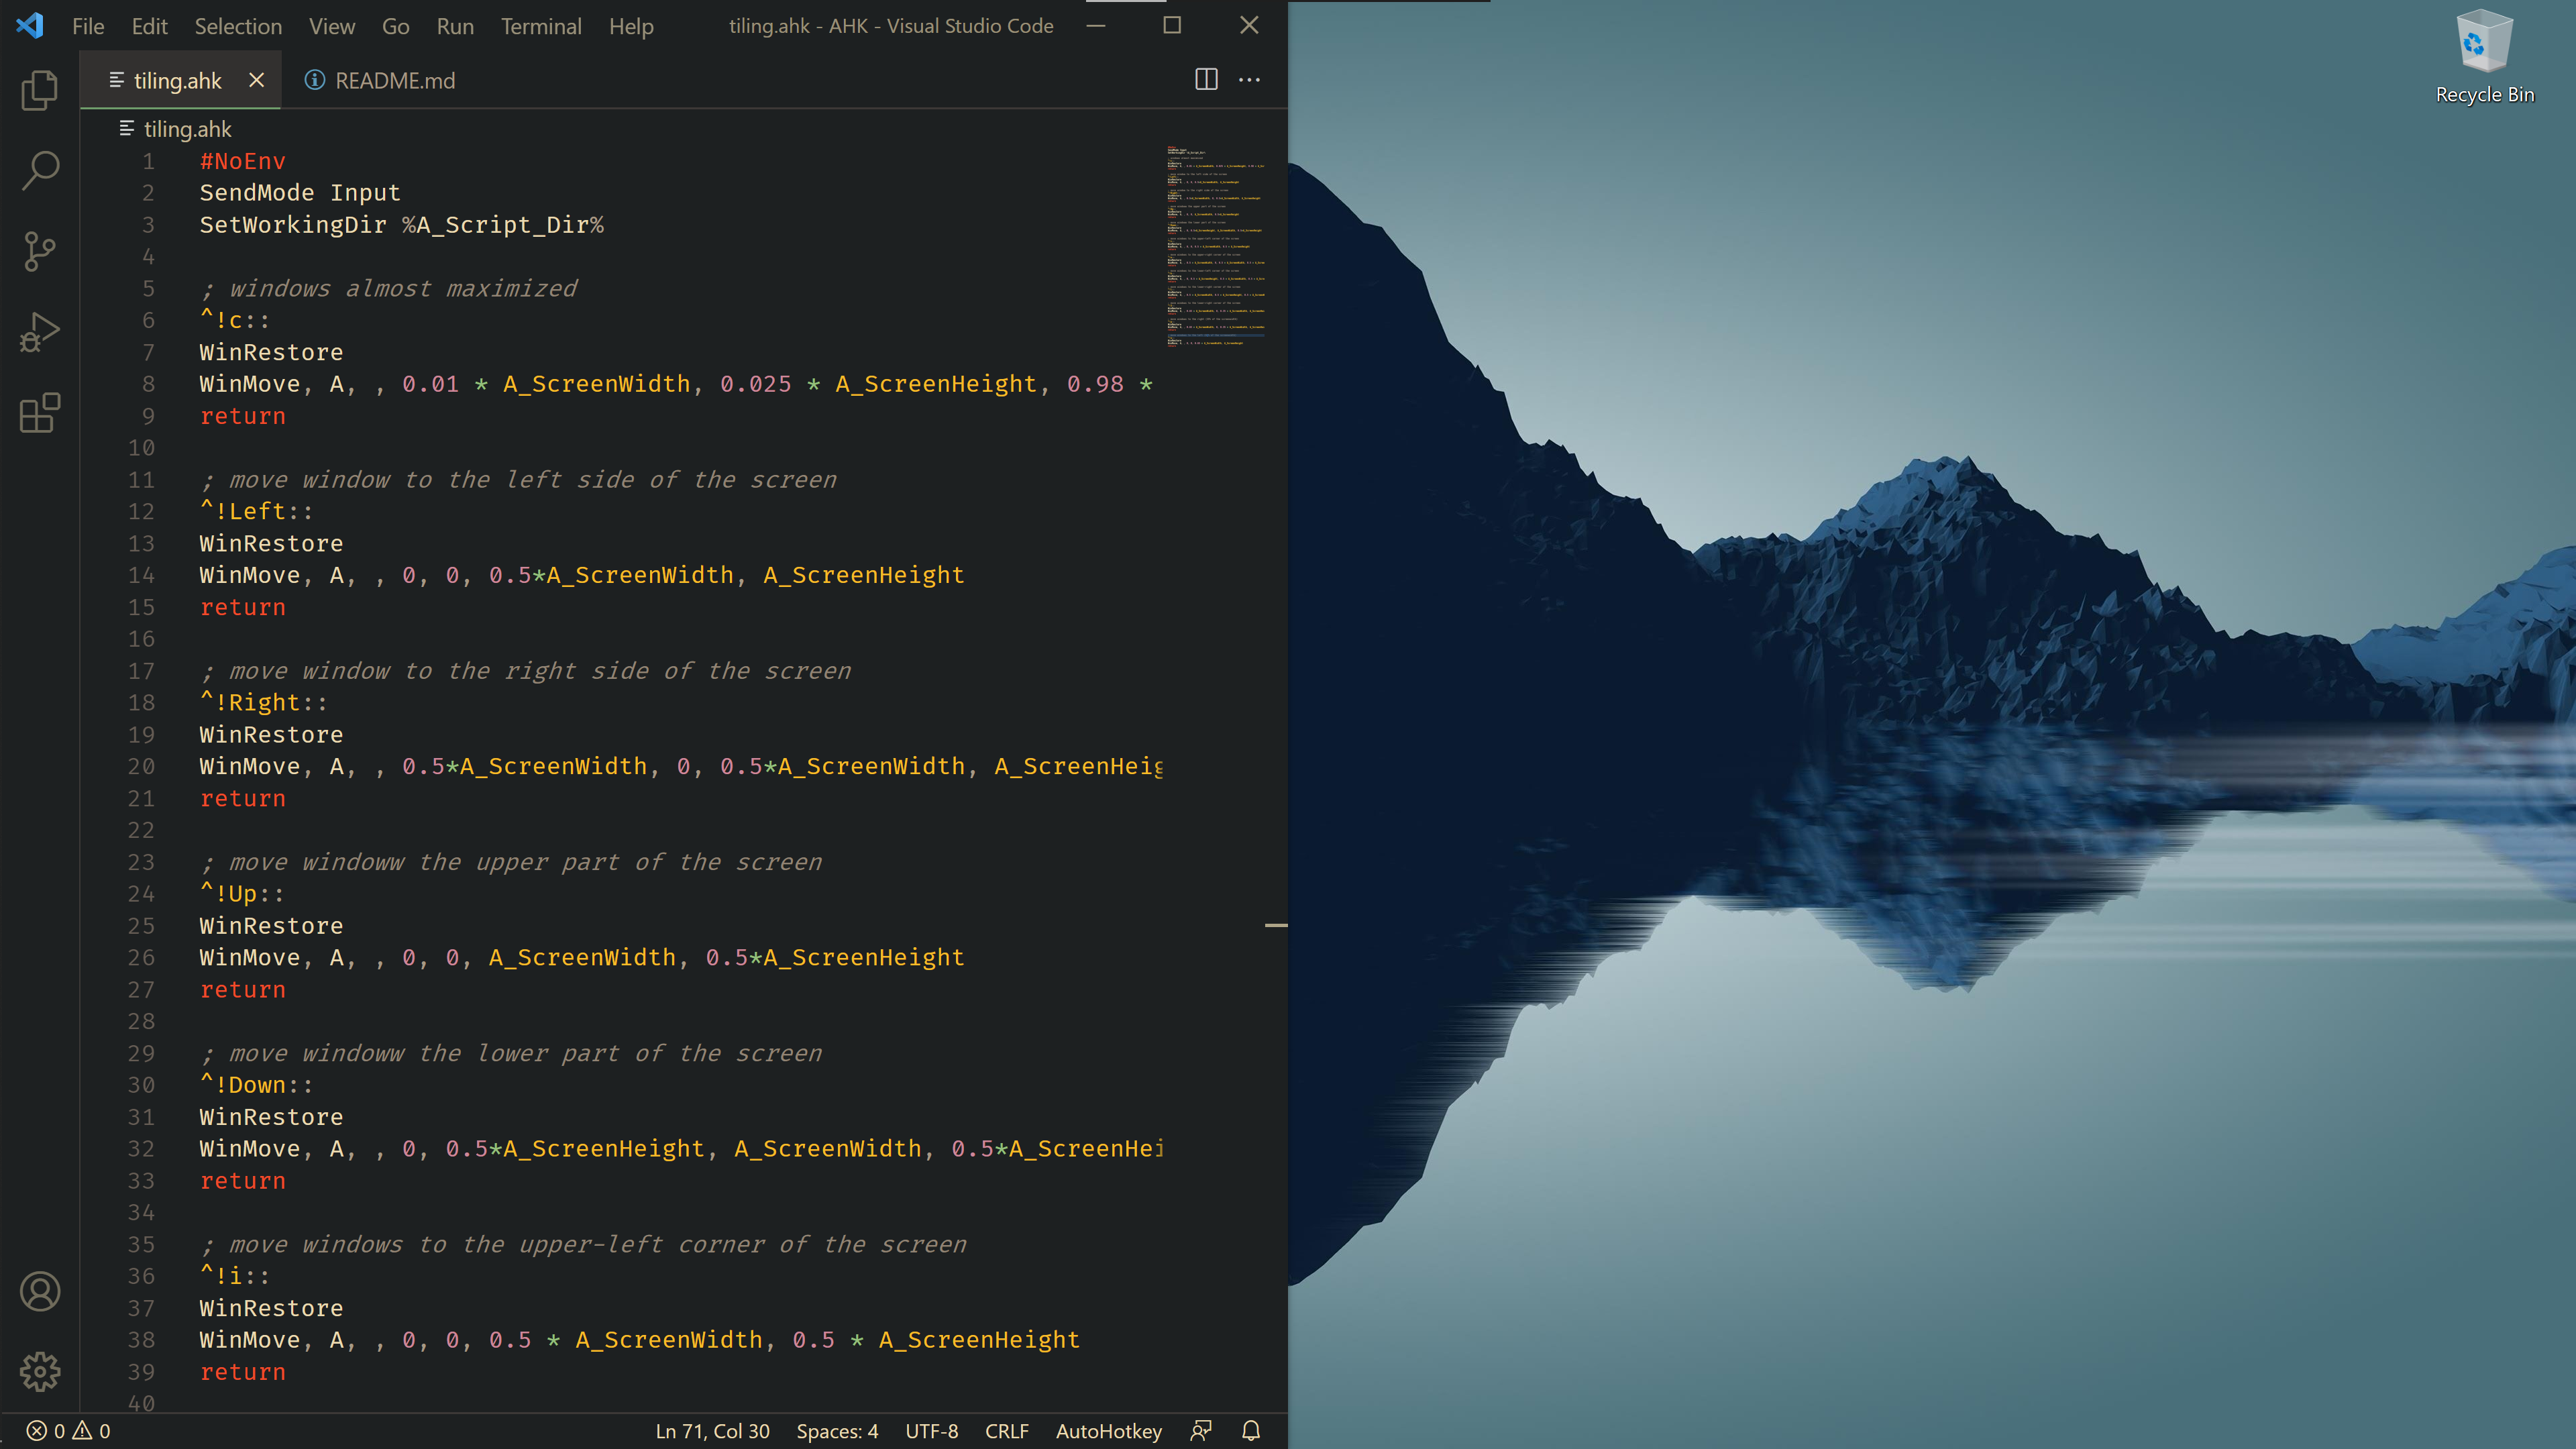 File Edit Selection View Go Run Terminal Help tiling.ahk - AHK - Visual Studio Code
tiling.ahk README.md
tiling.ahk
1 #NoEnv
2 SendMode Input
3 SetWorkingDir %A_Script_Dir%
4
5 ; windows almost maximized
6 ^!c::
7 WinRestore
8 WinMove, A, , 0.01 * A_ScreenWidth, 0.025 * A_ScreenHeight, 0.98 *
9 return
10
11 ; move window to the left side of the screen
12 ^!Left::
13 WinRestore
14 WinMove, A, , 0, 0, 0.5*A_ScreenWidth, A_ScreenHeight
15 return
16
17 ; move window to the right side of the screen
18 ^!Right::
19 WinRestore
20 WinMove, A, , 0.5*A_ScreenWidth, 0, 0.5*A_ScreenWidth, A_ScreenHeig
21 return
22
23 ; move windoww the upper part of the screen
24 ^!Up::
25 WinRestore
26 WinMove, A, , 0, 0, A_ScreenWidth, 0.5*A_ScreenHeight
27 return
28
29 ; move windoww the lower part of the screen
30 ^!Down::
31 WinRestore
32 WinMove, A, , 0, 0.5*A_ScreenHeight, A_ScreenWidth, 0.5*A_ScreenHei
33 return
34
35 ; move windows to the upper-left corner of the screen
36 ^!i::
37 WinRestore
38 WinMove, A, , 0, 0, 0.5 * A_ScreenWidth, 0.5 * A_ScreenHeight
39 return
40
0 0 Ln 71, Col 30 Spaces: 4 UTF-8 CRLF AutoHotkey
Recycle Bin